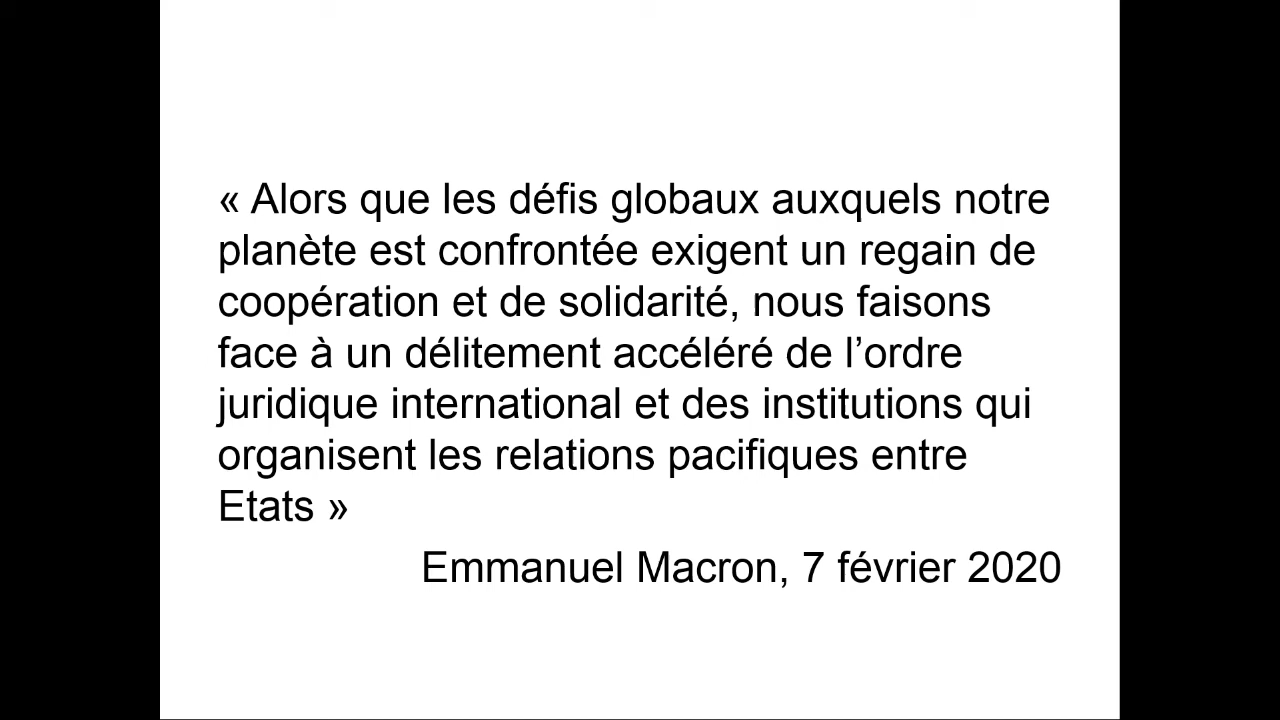 « Alors que les défis globaux auxquels notre
planète est confrontée exigent un regain de
coopération et de solidarité, nous faisons
face à un délitement accéléré de l’ordre
juridique international et des institutions qui
organisent les relations pacifiques entre
Etats »
Emmanuel Macron, 7 février 2020